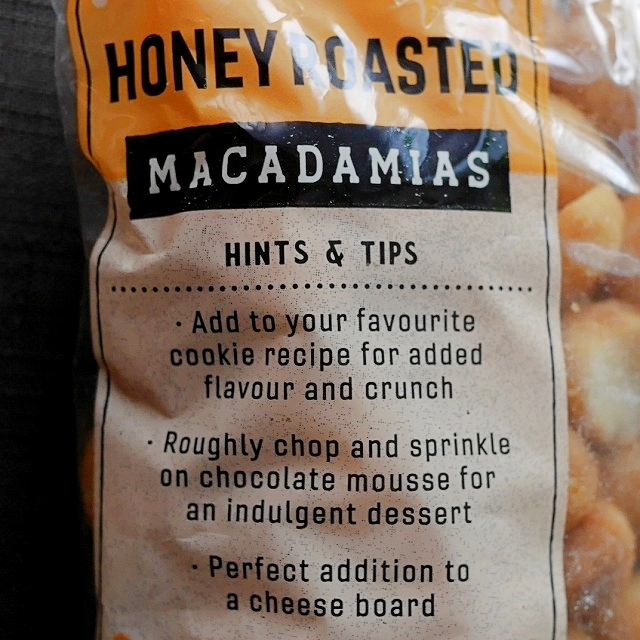 HONEY ROASTED
MACADAMIAS
HINTS & TIPS
· Add to your favourite
cookie recipe for added
flavour and crunch
· Roughly chop and sprinkle
on chocolate mousse for
an indulgent dessert
· Perfect addition to
a cheese board